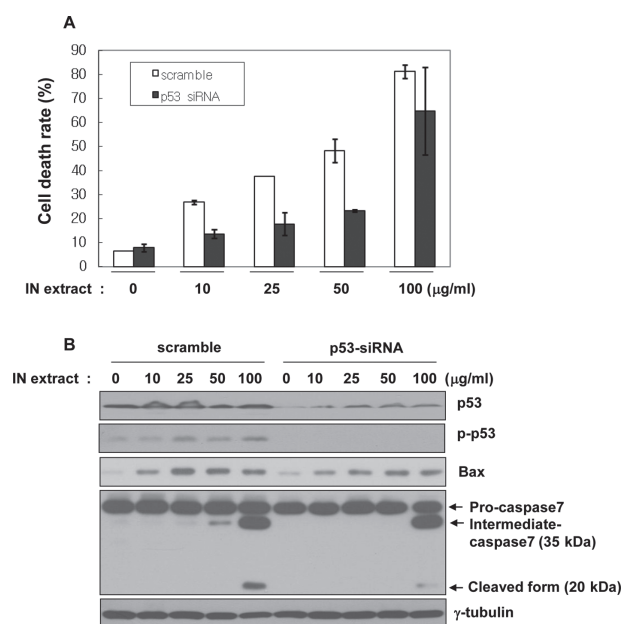 A
Cell death rate (%)
90
80
70
60
50
40
30
20
10
0
scramble
p53 siRNA
IN extract : 0 10 25 50 100 (μg/ml)
B
scramble p53-siRNA
IN extract : 0 10 25 50 100 0 10 25 50 100 (μg/ml)
p53
p-p53
Bax
Pro-caspase7
Intermediate-
caspase7 (35 kDa)
Cleaved form (20 kDa)
γ-tubulin